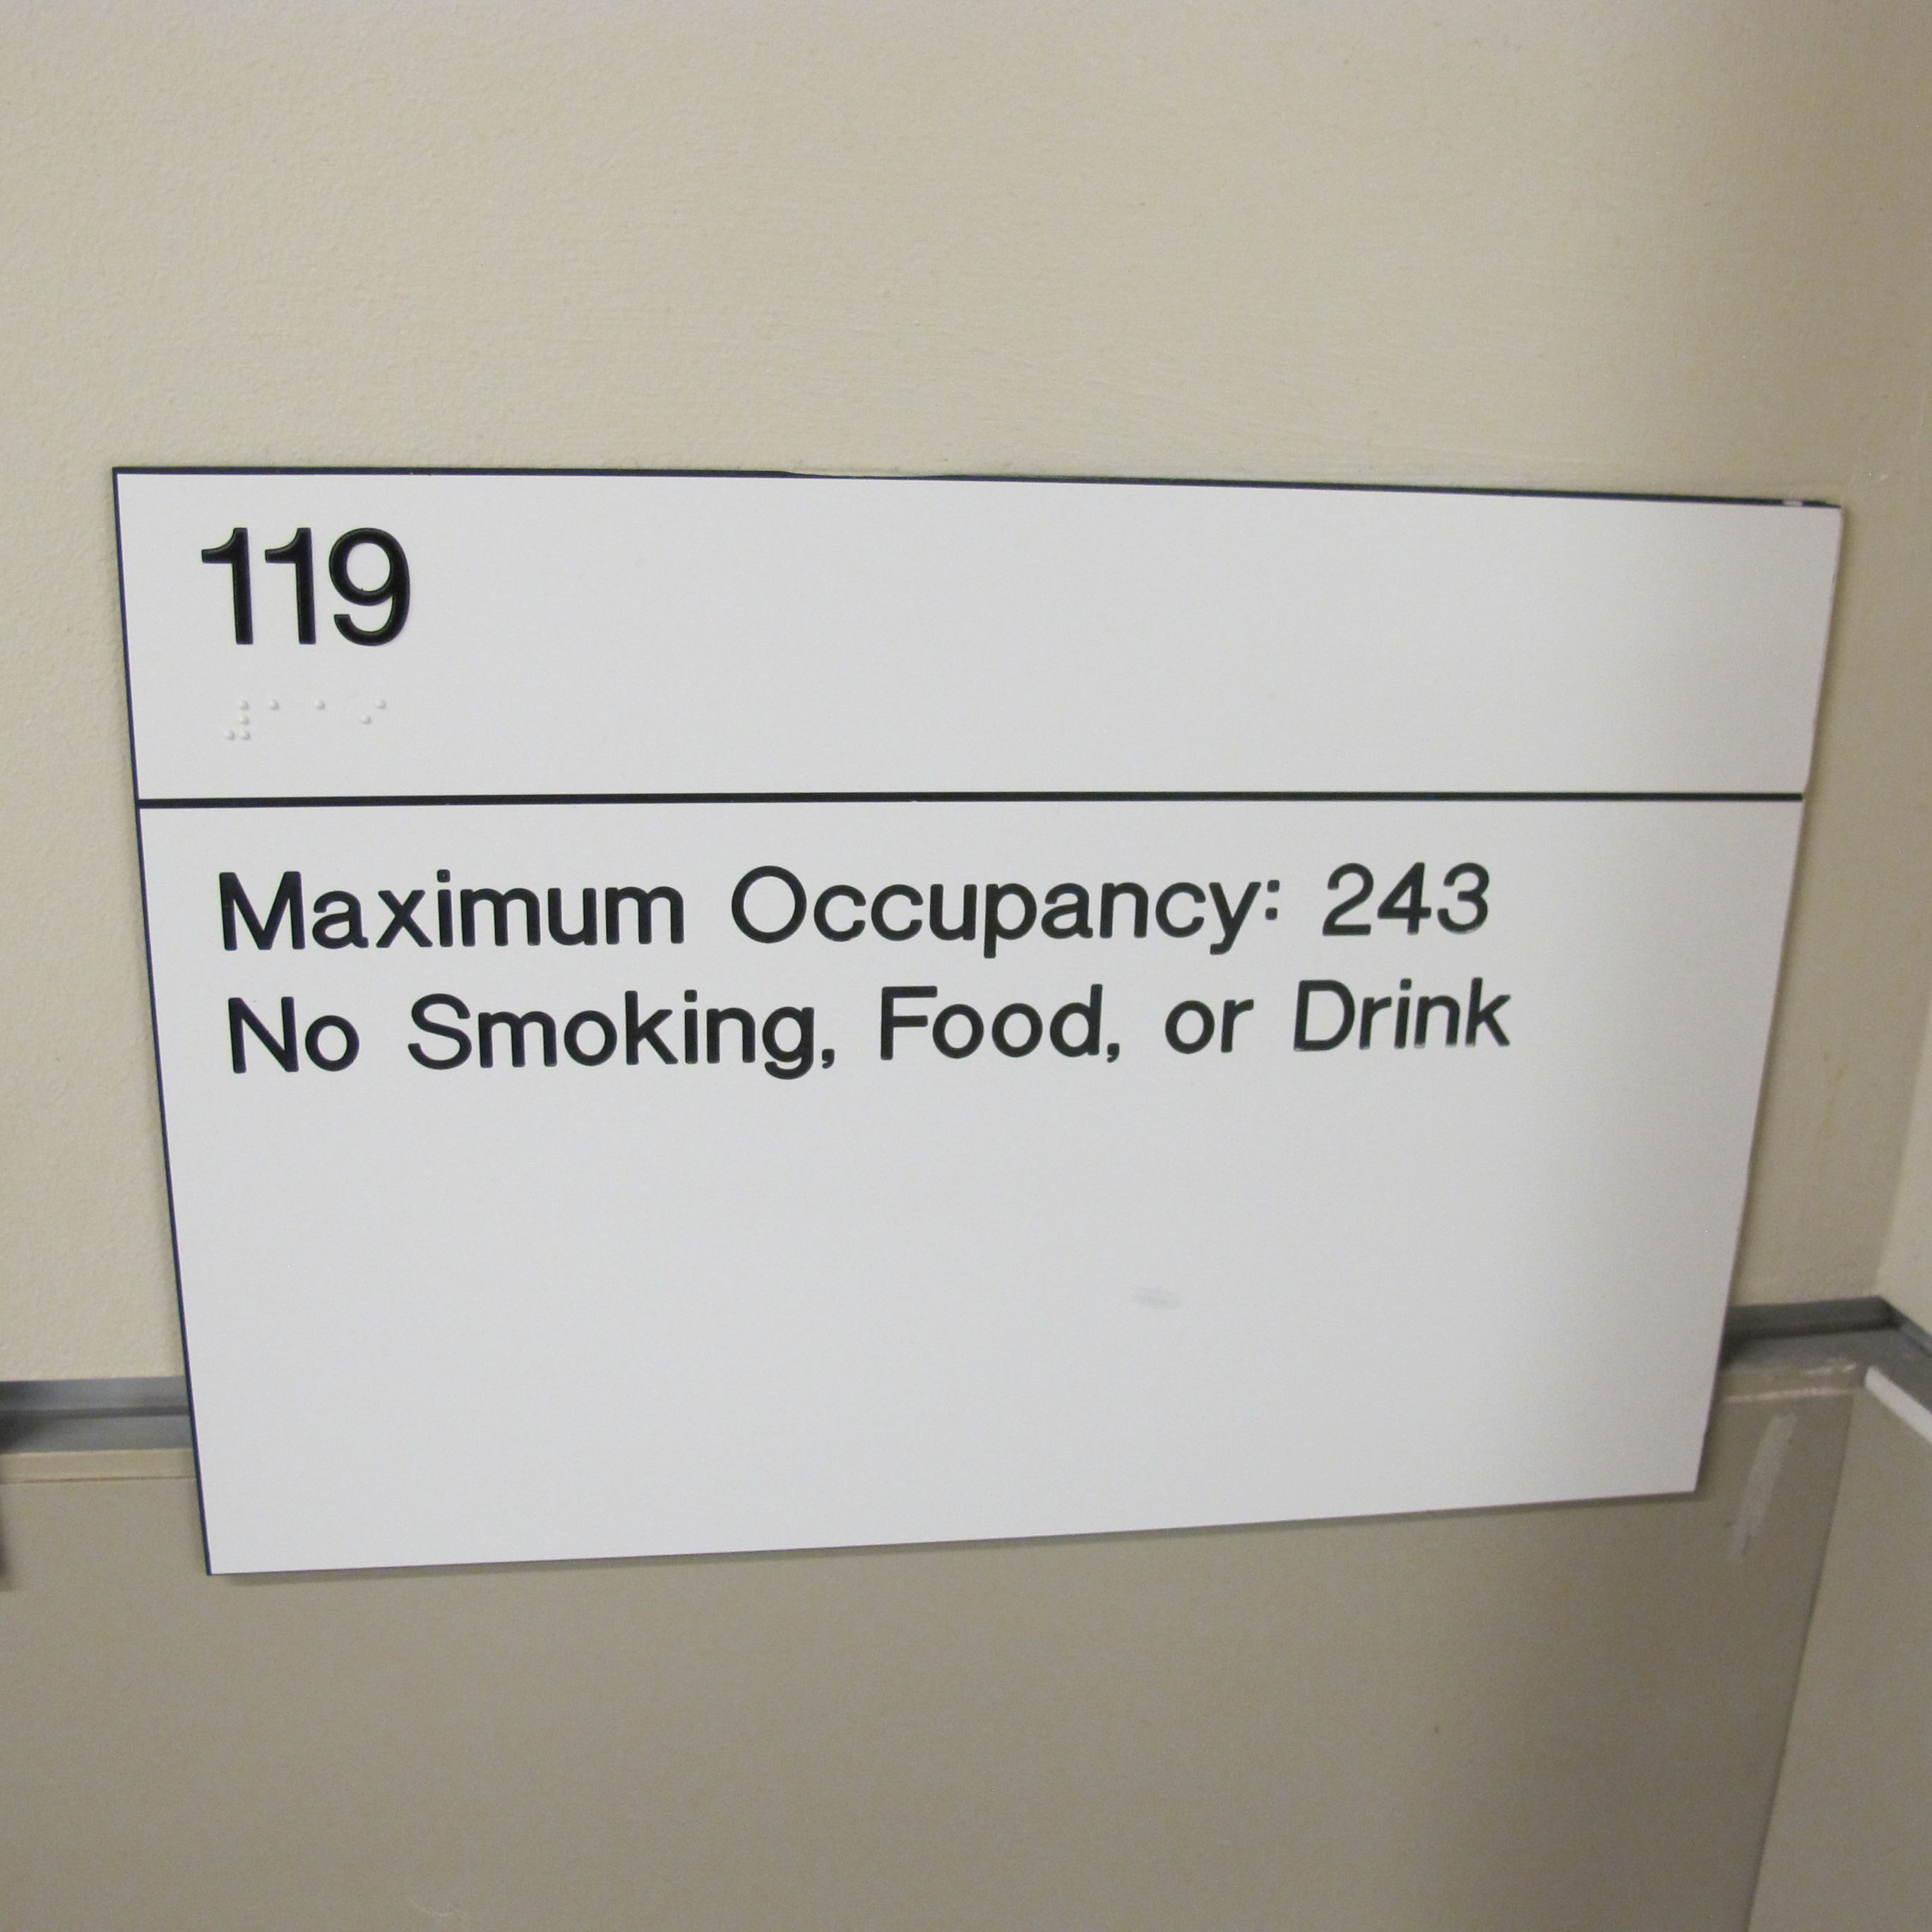 119
⠼⠁⠁⠊
Maximum Occupancy: 243
No Smoking, Food, or Drink